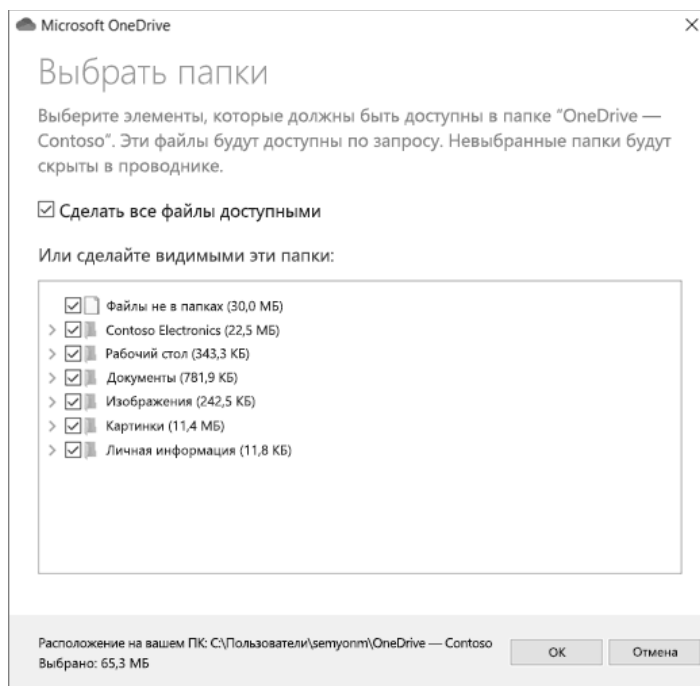 Microsoft OneDrive
Выбрать папки
Выберите элементы, которые должны быть доступны в папке "OneDrive —
Contoso". Эти файлы будут доступны по запросу. Невыбранные папки будут
скрыты в проводнике.
Сделать все файлы доступными
Или сделайте видимыми эти папки:
Файлы не в папках (30,0 МБ)
Contoso Electronics (22,5 МБ)
Рабочий стол (343,3 КБ)
Документы (781,9 КБ)
Изображения (242,5 КБ)
Картинки (11,4 МБ)
Личная информация (11,8 КБ)
Расположение на вашем ПК: C:\Пользователи\semyonm\OneDrive — Contoso
Выбрано: 65,3 МБ
ОК
Отмена